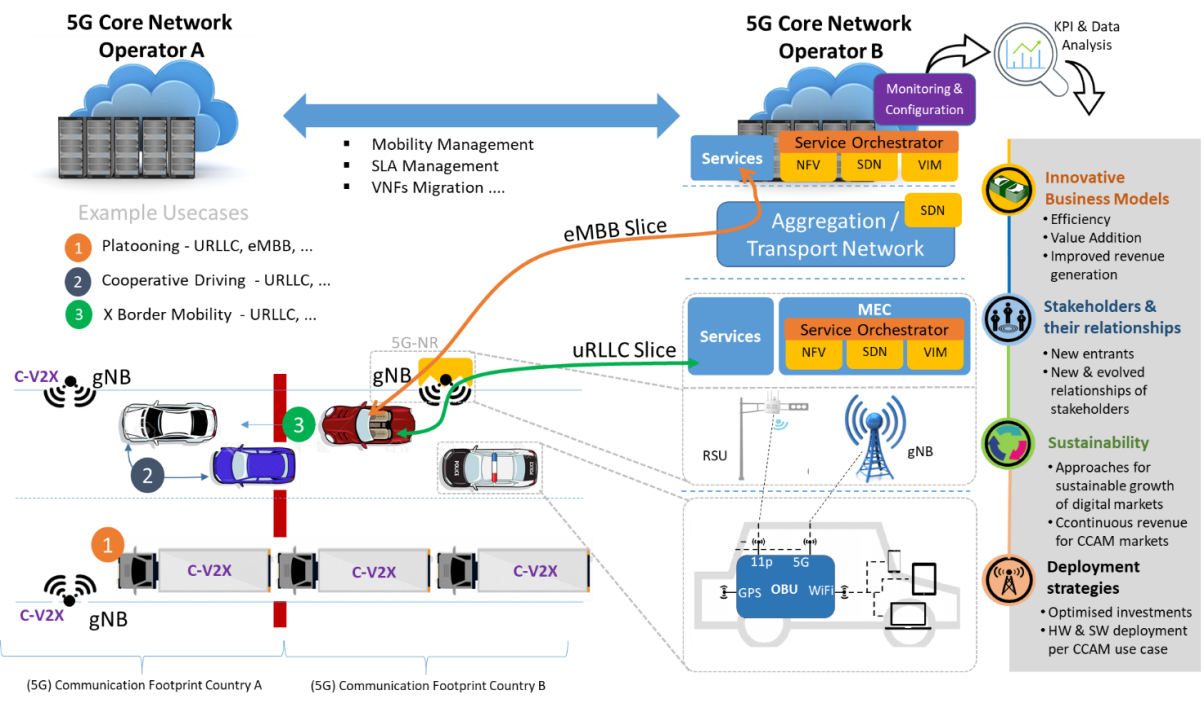 5G Core Network
Operator A
5G Core Network
Operator B
KPI & Data
Analysis
Monitoring &
Configuration
▪ Mobility Management
▪ SLA Management
▪ VNFs Migration ....
Services
Service Orchestrator
NFV
SDN
VIM
Example Usecases
1 Platooning - URLLC, eMBB, ...
2 Cooperative Driving - URLLC, ...
3 X Border Mobility - URLLC, ...
eMBB Slice
SDN
Aggregation /
Transport Network
uRLLC Slice
Services
MEC
Service Orchestrator
NFV
SDN
VIM
5G-NR
gNB
C-V2X
gNB
3
2
POLICE
RSU
gNB
1
C-V2X
C-V2X
C-V2X
C-V2X
gNB
11p
5G
GPS
OBU
WiFi
(5G) Communication Footprint Country A
(5G) Communication Footprint Country B
Innovative
Business Models
• Efficiency
• Value Addition
• Improved revenue
generation
Stakeholders &
their relationships
• New entrants
• New & evolved
relationships of
stakeholders
Sustainability
• Approaches for
sustainable growth
of digital markets
• Ccontinuous revenue
for CCAM markets
Deployment
strategies
• Optimised investments
• HW & SW deployment
per CCAM use case